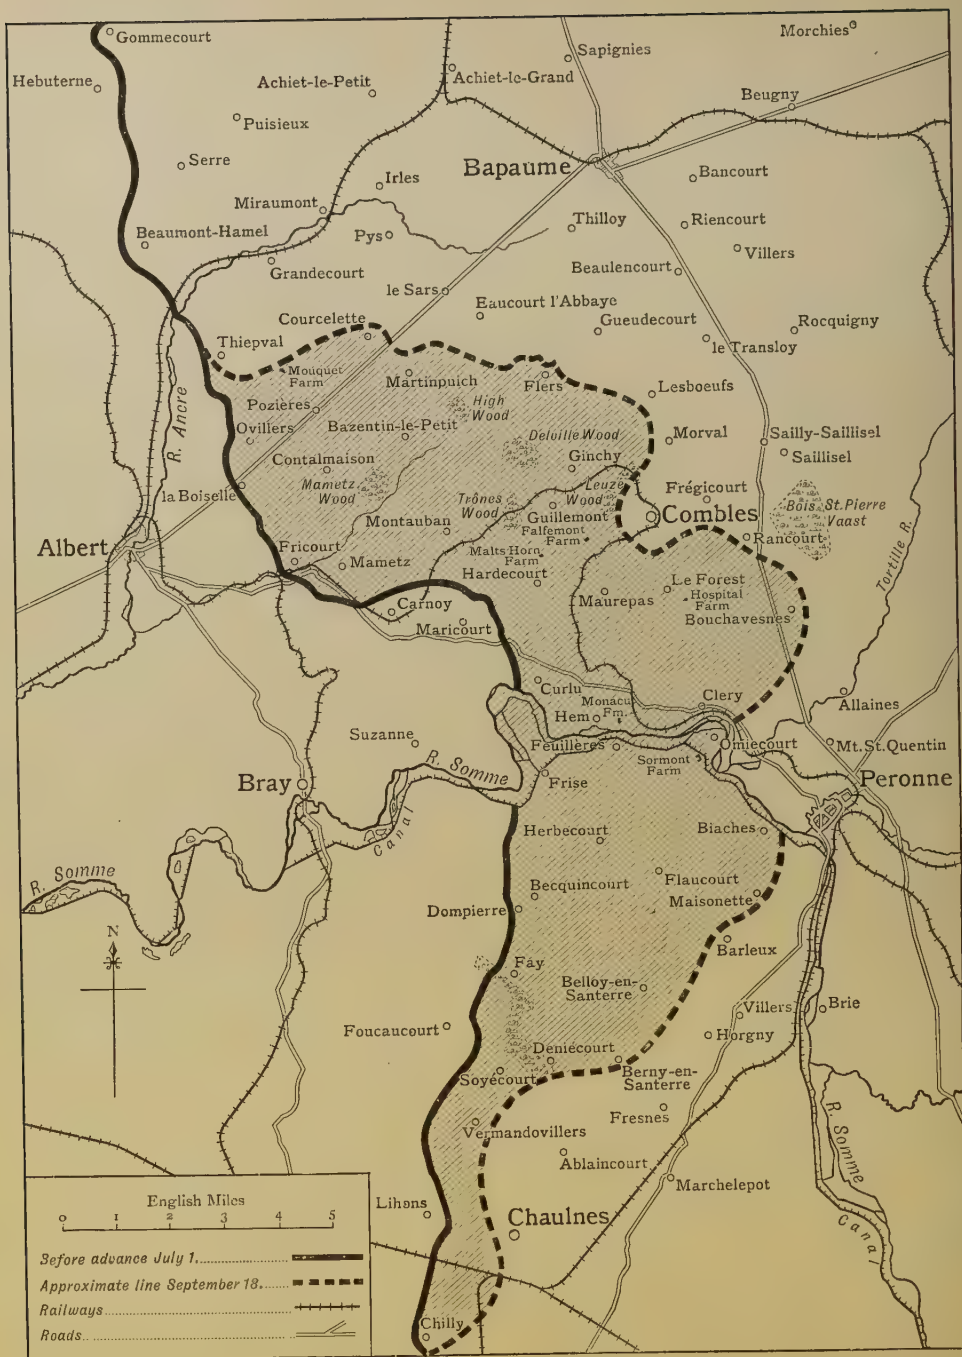 Gommecourt
Morchies
Sapignies
Hebuterne
Achiet-le-Petit
Achiet-le-Grand
Beugny
Puisieux
Serre
Bapaume
Bancourt
Irles
Miraumont
Thilloy
Riencourt
Beaumont-Hamel
Pys
Villers
Grandecourt
Beaulencourt
le Sars
Eaucourt l'Abbaye
Courcelette
Gueudecourt
Rocquigny
Thiepval
le Transloy
Mouquet
Farm
Martinpuich
Flers
Lesboeufs
R. Ancre
Pozières
High
Wood
Ovillers
Bazentin-le-Petit
Delville Wood
Morval
Sailly-Saillisel
Saillisel
Contalmaison
Ginchy
Mametz
Wood
Leuze
Wood
la Boiselle
Trônes
Wood
Frégicourt
Bois St. Pierre
Vaast
Guillemont
Combles
Montauban
Falfemont
Farm
Rancourt
Albert
Fricourt
Malts Horn
Farm
Mametz
Hardecourt
Tortille R.
Le Forest
Hospital
Farm
Maurepas
Carnoy
Bouchavesnes
Maricourt
Curlu
Monacu
Fm.
Clery
Allaines
Hem
Suzanne
Feuillères
Omiecourt
Mt. St. Quentin
Sormont
Farm
R. Somme
Bray
Frise
Peronne
Canal
Herbecourt
Biaches
R. Somme
Flaucourt
Becquincourt
Maisonette
Dompierre
N
Barleux
Fay
Belloy-en-
Santerre
Villers
Brie
Foucaucourt
Horgny
Deniécourt
Soyécourt
Berny-en-
Santerre
Fresnes
Vermandovillers
R. Somme
Ablaincourt
Marchelepot
Lihons
Chaulnes
Canal
Chilly
English Miles
0 1 2 3 4 5
Before advance July 1.
Approximate line September 18.
Railways
Roads